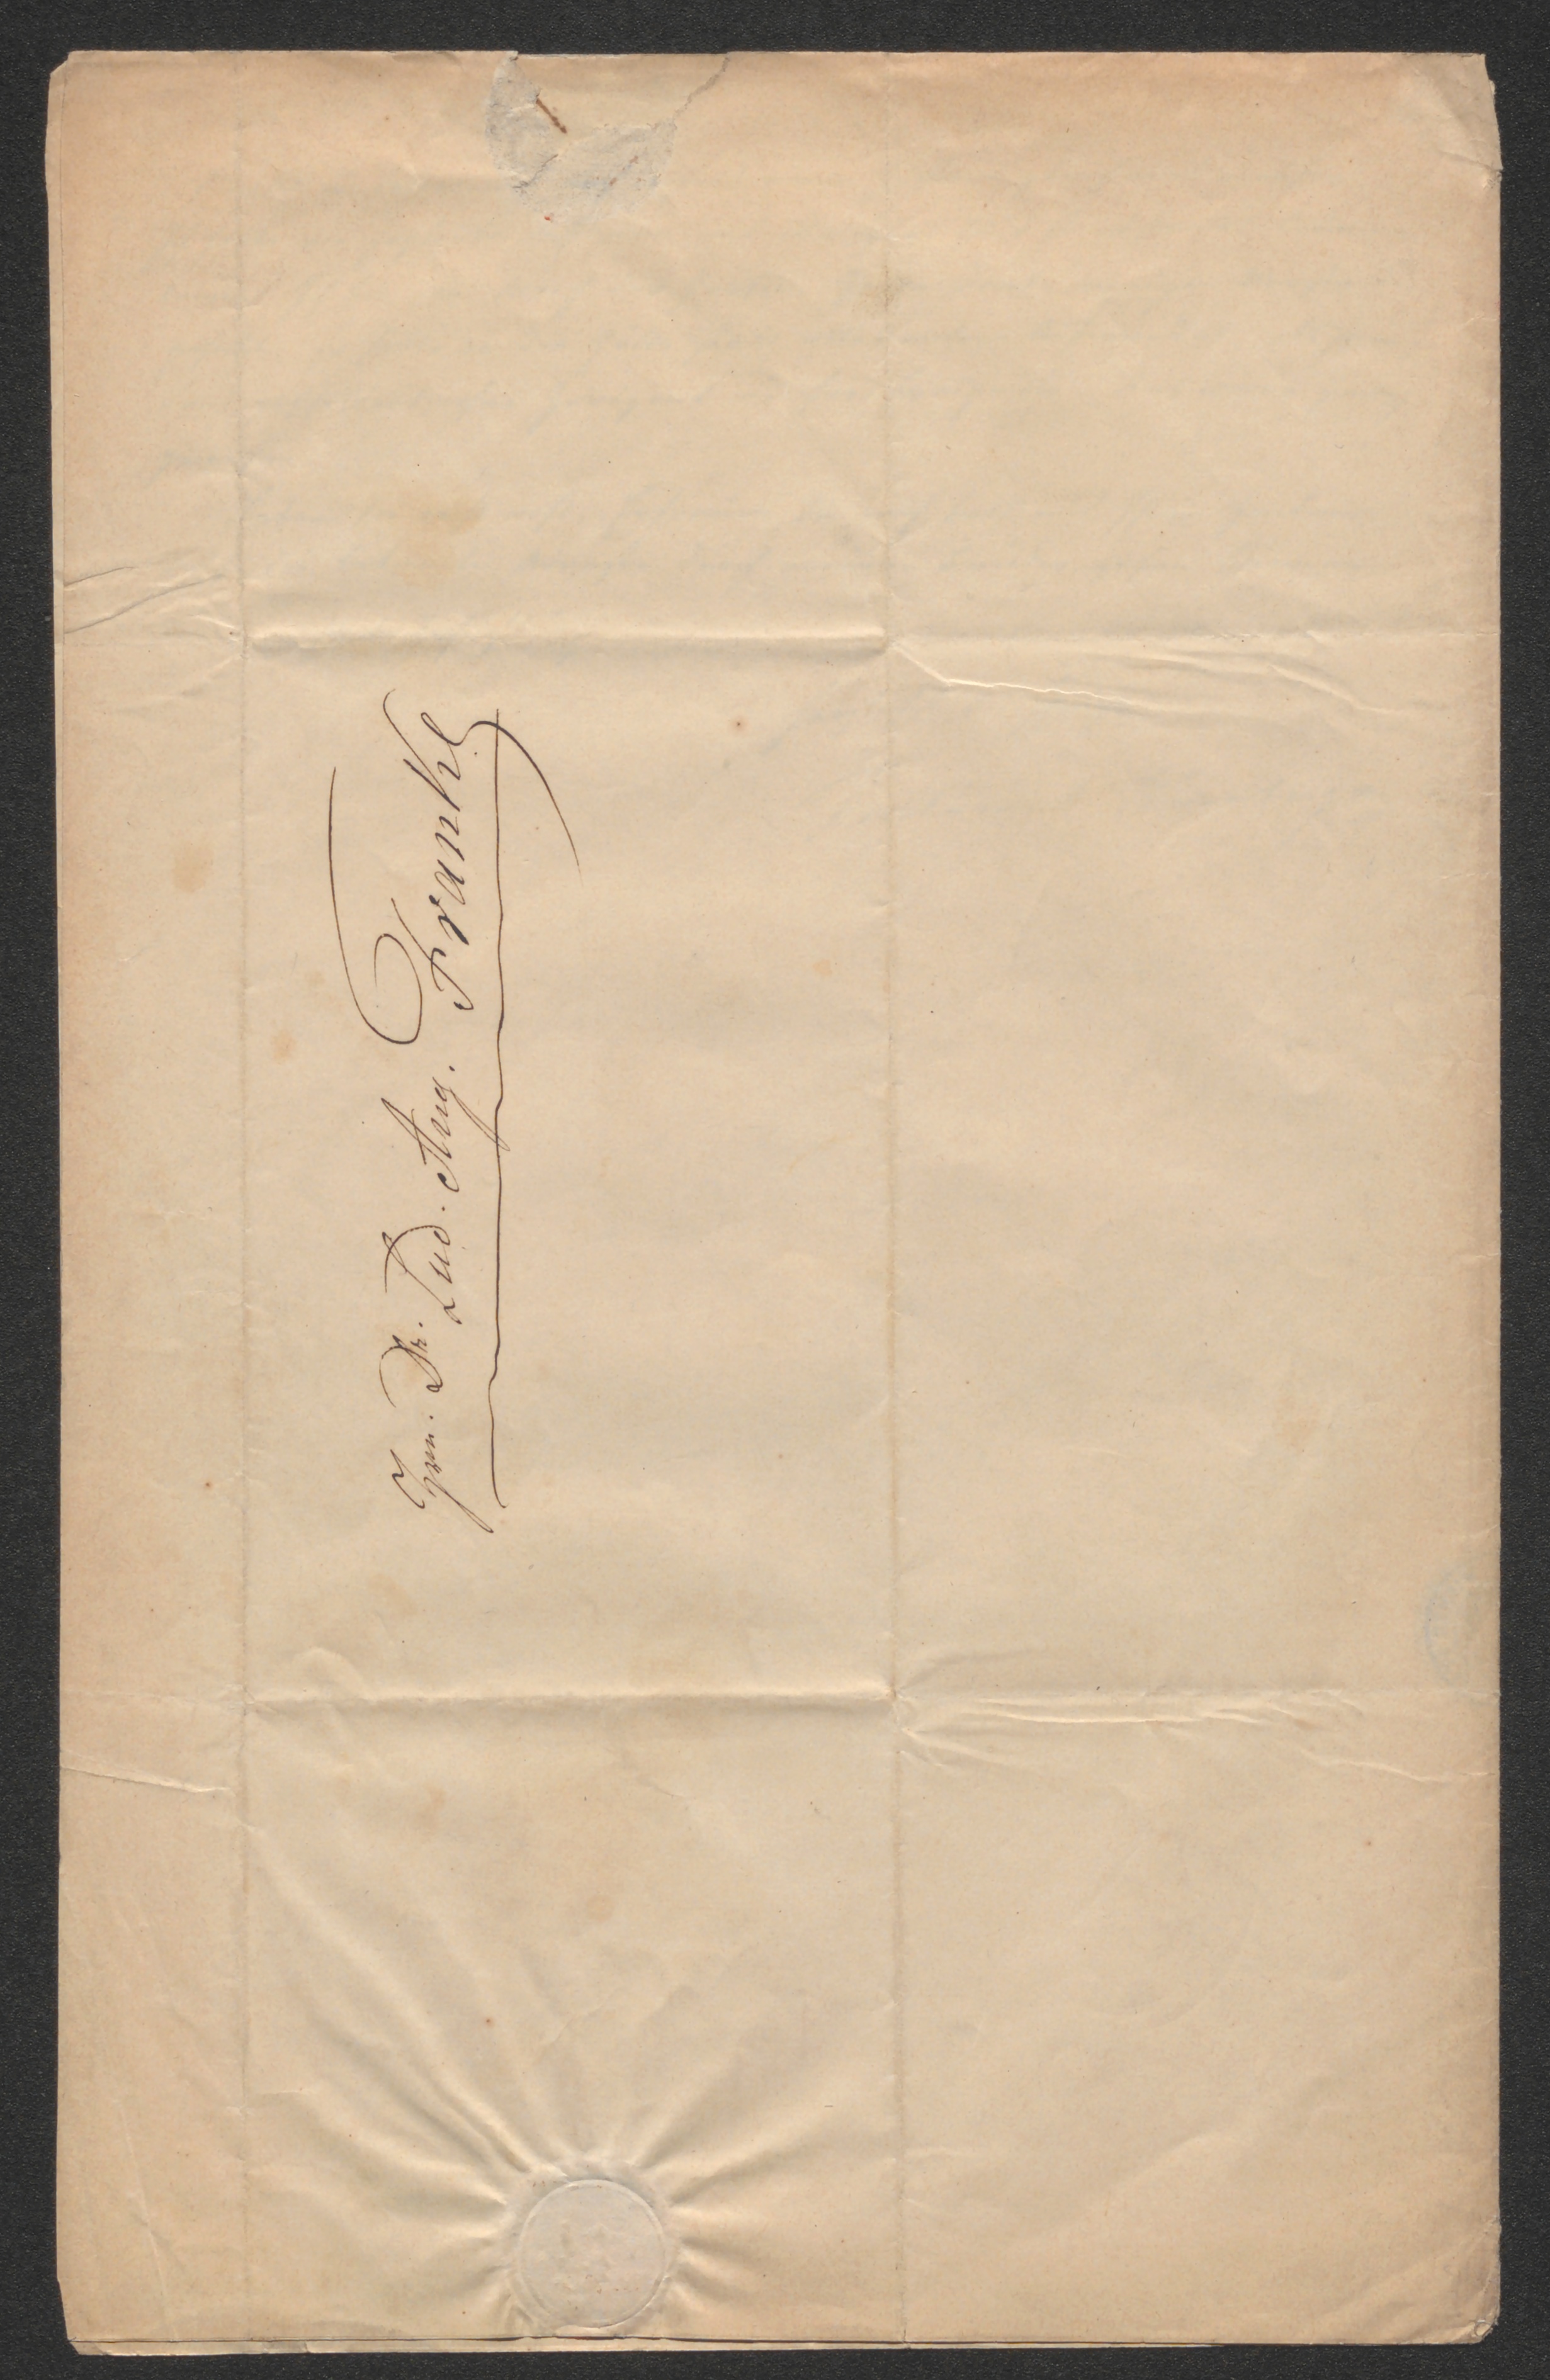 Hrn. Dr. Lud. Aug. Frankl